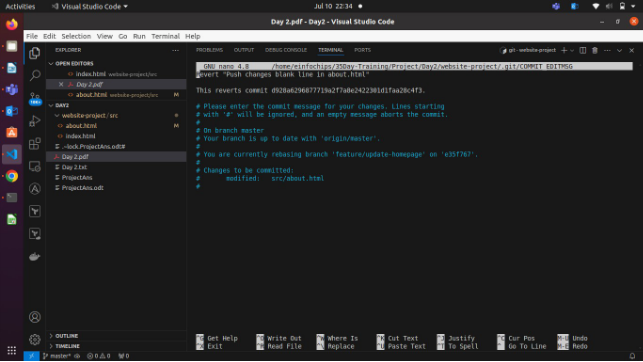 Activities
Visual Studio Code
Jul 10 22:34
Day 2.pdf - Day2 - Visual Studio Code
File Edit Selection View Go Run Terminal Help
EXPLORER
OPEN EDITORS
index.html website-project/src
Day 2.pdf
about.html website-project/src M
DAY2
website-project / src
about.html M
index.html
.~lock.ProjectAns.odt#
Day 2.pdf
Day 2.txt
ProjectAns
ProjectAns.odt
OUTLINE
TIMELINE
PROBLEMS OUTPUT DEBUG CONSOLE TERMINAL PORTS
git - website-project
GNU nano 4.8 /home/einfochips/35Day-Training/Project/Day2/website-project/.git/COMMIT_EDITMSG
Revert "Push changes blank line in about.html"
This reverts commit d928a6296877719a2f7a8e2422301d1faa28c4f3.
# Please enter the commit message for your changes. Lines starting
# with '#' will be ignored, and an empty message aborts the commit.
#
# On branch master
# Your branch is up to date with 'origin/master'.
#
# You are currently rebasing branch 'feature/update-homepage' on 'e35f767'.
#
# Changes to be committed:
# modified: src/about.html
#
^G Get Help ^O Write Out ^W Where Is ^K Cut Text ^J Justify ^C Cur Pos M-U Undo
^X Exit ^R Read File ^\ Replace ^U Paste Text ^T To Spell ^_ Go To Line M-E Redo
master*
0 0
0